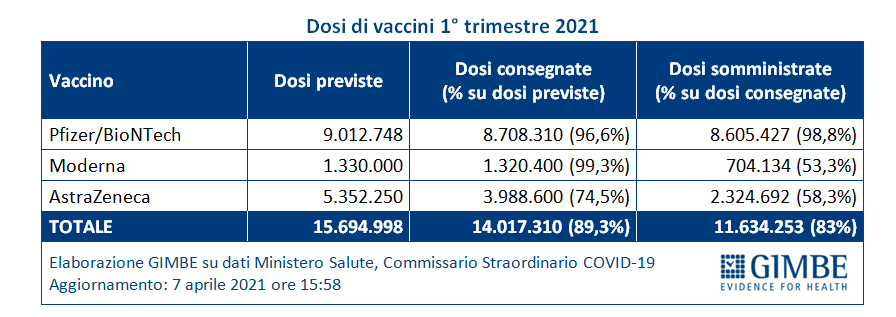 Dosi di vaccini 1° trimestre 2021
Vaccino Dosi previste Dosi consegnate (% su dosi previste) Dosi somministrate (% su dosi consegnate)
Pfizer/BioNTech 9.012.748 8.708.310 (96,6%) 8.605.427 (98,8%)
Moderna 1.330.000 1.320.400 (99,3%) 704.134 (53,3%)
AstraZeneca 5.352.250 3.988.600 (74,5%) 2.324.692 (58,3%)
TOTALE 15.694.998 14.017.310 (89,3%) 11.634.253 (83%)
Elaborazione GIMBE su dati Ministero Salute, Commissario Straordinario COVID-19
Aggiornamento: 7 aprile 2021 ore 15:58
GIMBE
EVIDENCE FOR HEALTH